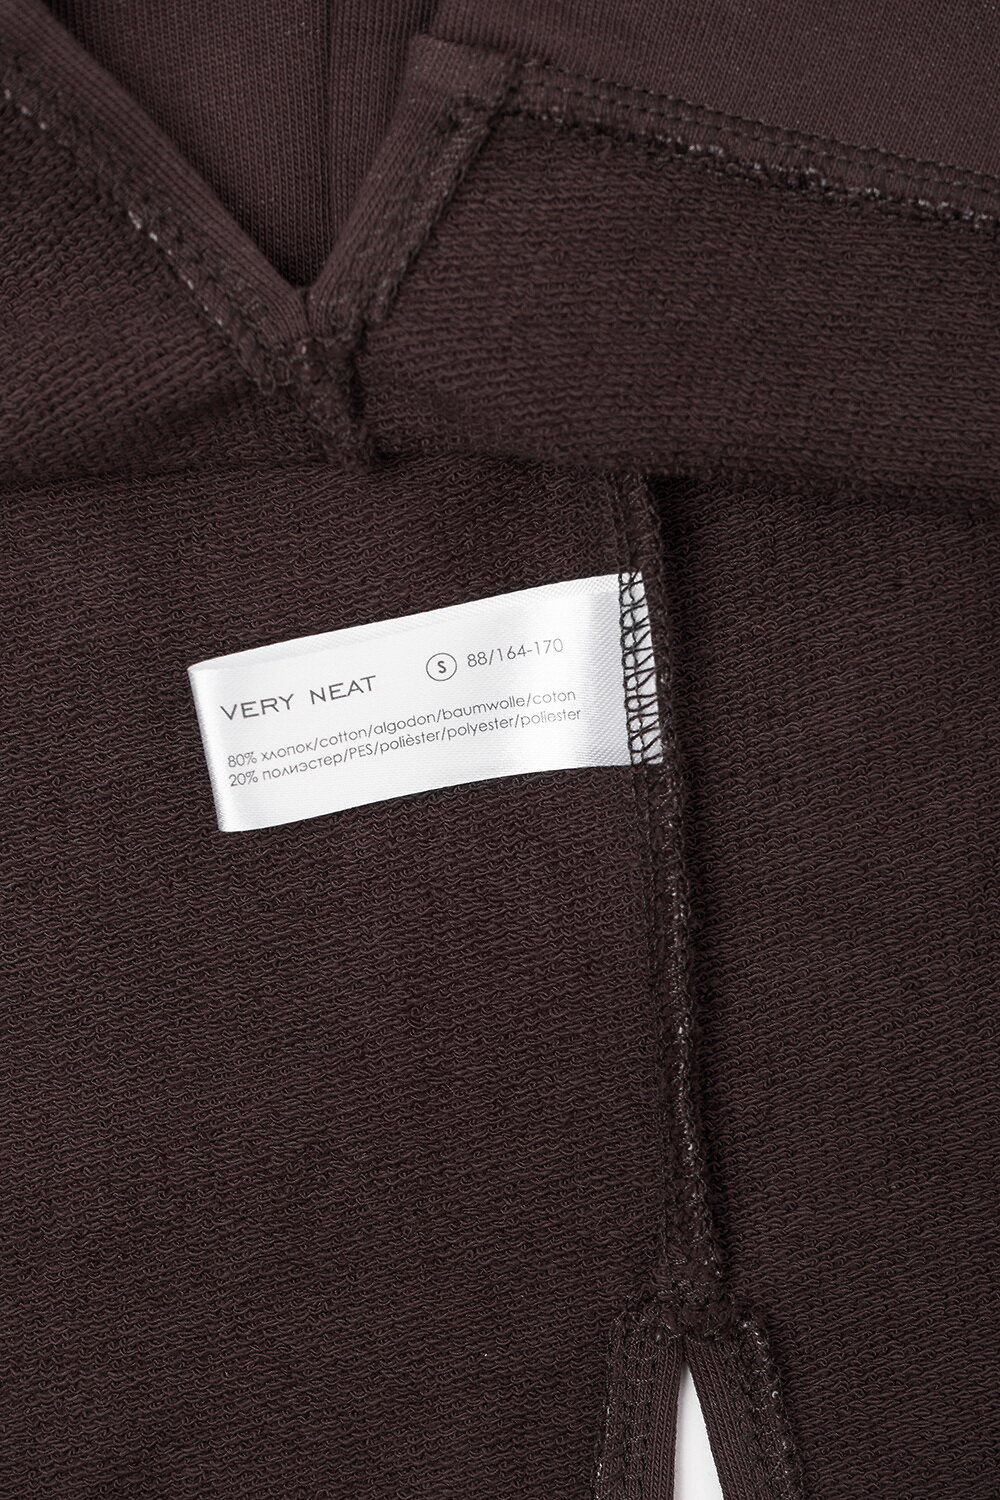 VERY NEAT S 88/164-170
80% хлопок/cotton/algodon/baumwolle/coton
20% полиэстер/PES/polièster/polyester/poliester